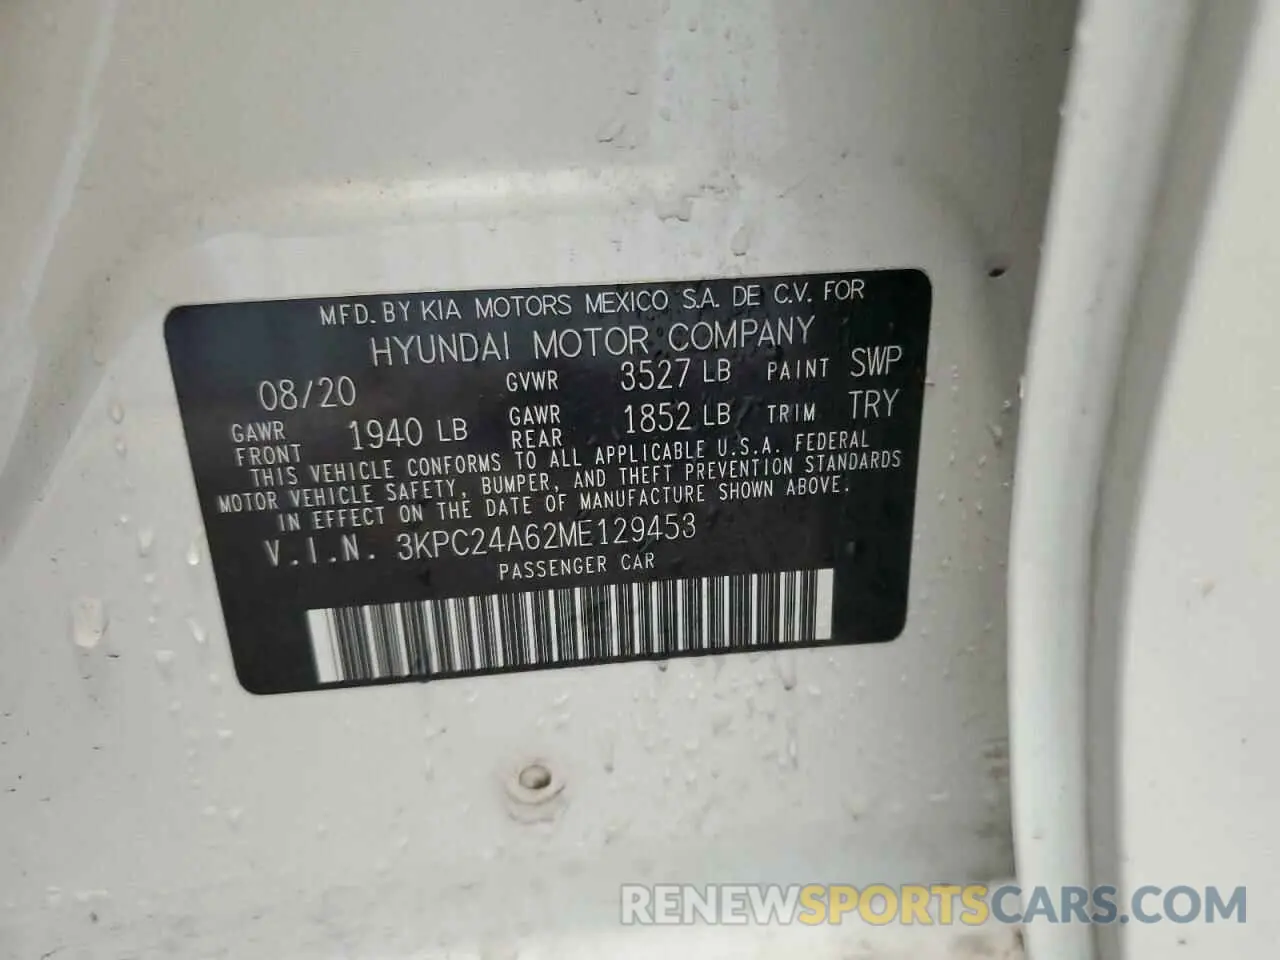 MFD. BY KIA MOTORS MEXICO S.A. DE C.V. FOR
HYUNDAI MOTOR COMPANY
08/20 GVWR 3527 LB PAINT SWP
GAWR FRONT 1940 LB GAWR REAR 1852 LB TRIM TRY
THIS VEHICLE CONFORMS TO ALL APPLICABLE U.S.A. FEDERAL
MOTOR VEHICLE SAFETY, BUMPER, AND THEFT PREVENTION STANDARDS
IN EFFECT ON THE DATE OF MANUFACTURE SHOWN ABOVE.
V.I.N. 3KPC24A62ME129453
PASSENGER CAR
RENEWSPORTSCARS.COM